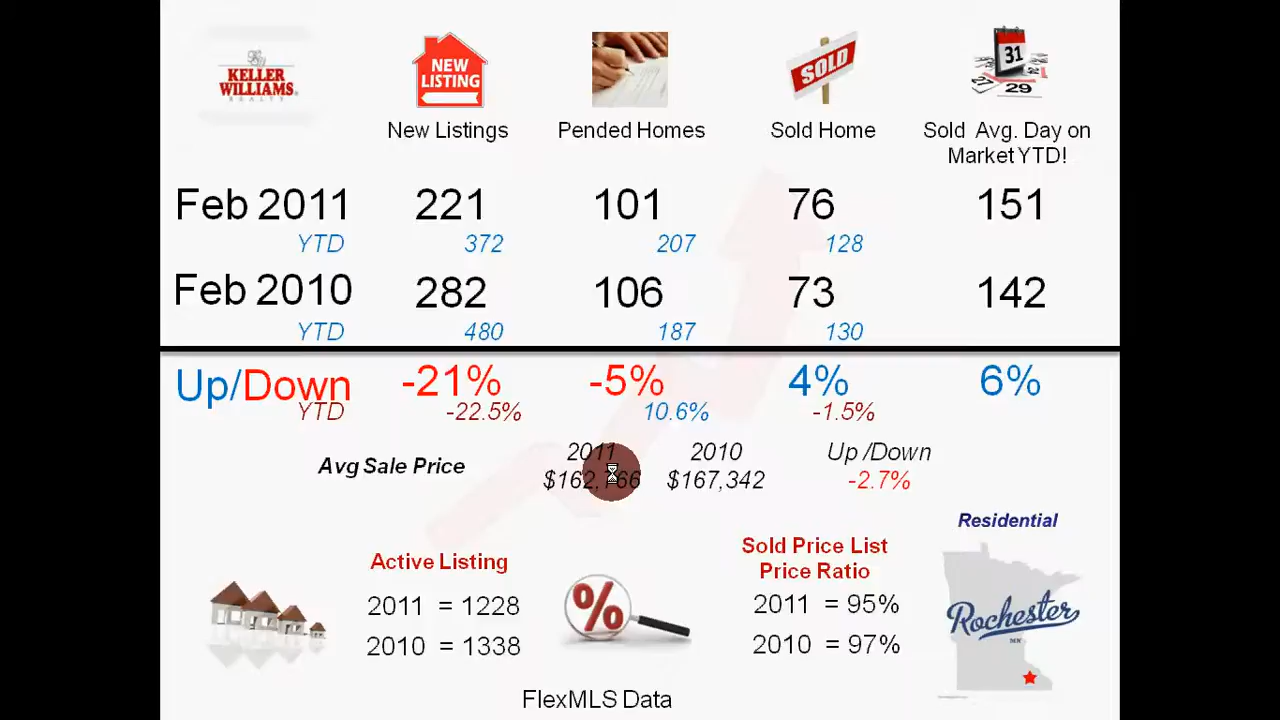 KELLER
WILLIAMS
REALTY
NEW
LISTING
SOLD
31
29
New Listings
Pended Homes
Sold Home
Sold Avg. Day on
Market YTD!
Feb 2011 221 101 76 151
YTD 372 207 128
Feb 2010 282 106 73 142
YTD 480 187 130
Up/Down -21% -5% 4% 6%
YTD -22.5% 10.6% -1.5%
2011 2010 Up /Down
Avg Sale Price
$167,342 -2.7%
Residential
Active Listing
2011 = 1228
2010 = 1338
%
Sold Price List
Price Ratio
2011 = 95%
2010 = 97%
Rochester
MN
FlexMLS Data